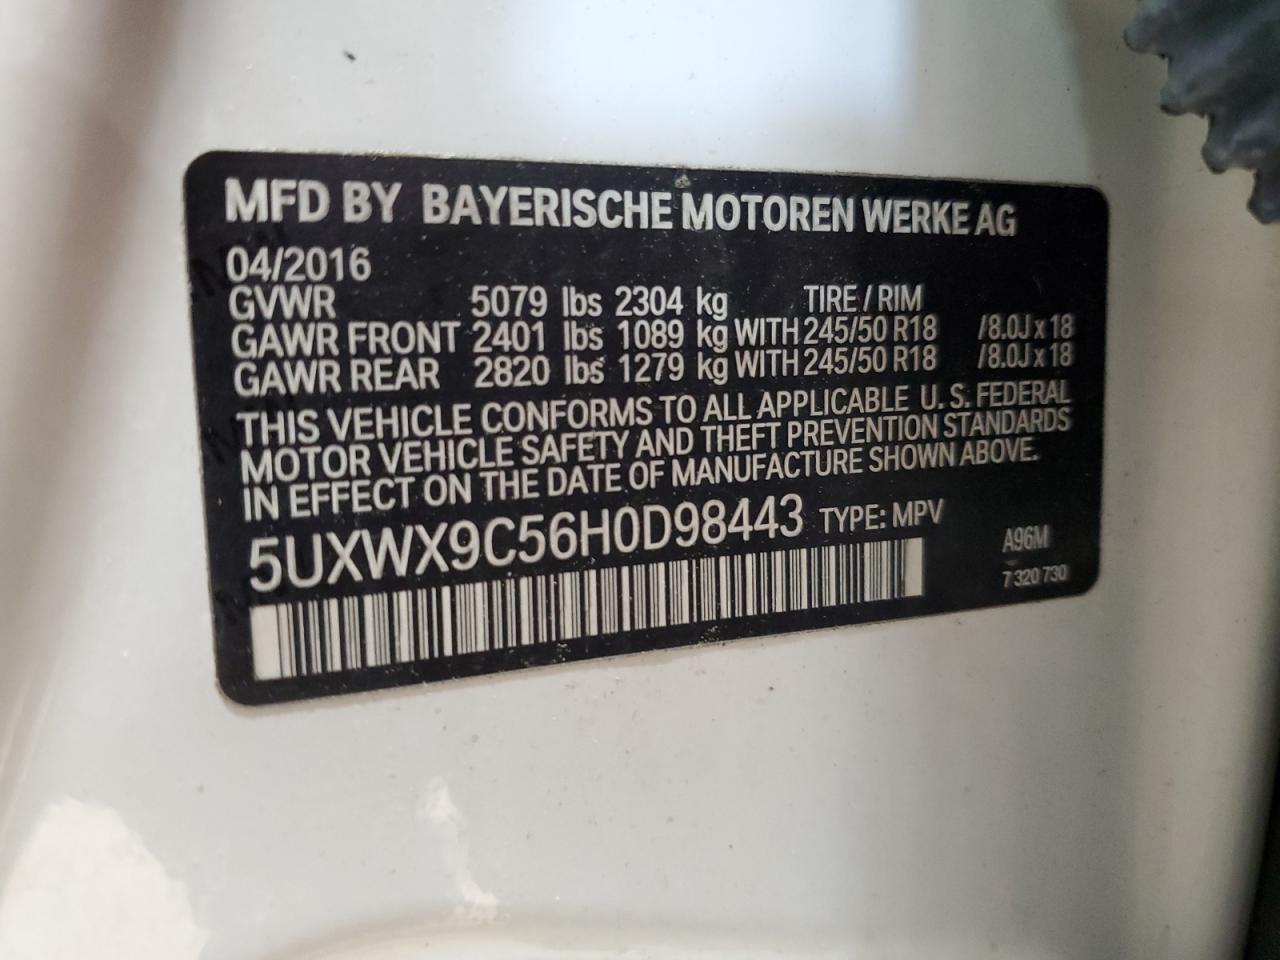 MFD BY BAYERISCHE MOTOREN WERKE AG
04/2016
GVWR 5079 lbs 2304 kg TIRE / RIM
GAWR FRONT 2401 lbs 1089 kg WITH 245/50 R18 /8.0J x 18
GAWR REAR 2820 lbs 1279 kg WITH 245/50 R18 /8.0J x 18
THIS VEHICLE CONFORMS TO ALL APPLICABLE U. S. FEDERAL
MOTOR VEHICLE SAFETY AND THEFT PREVENTION STANDARDS
IN EFFECT ON THE DATE OF MANUFACTURE SHOWN ABOVE.
5UXWX9C56H0D98443 TYPE: MPV
A96M
7 320 730